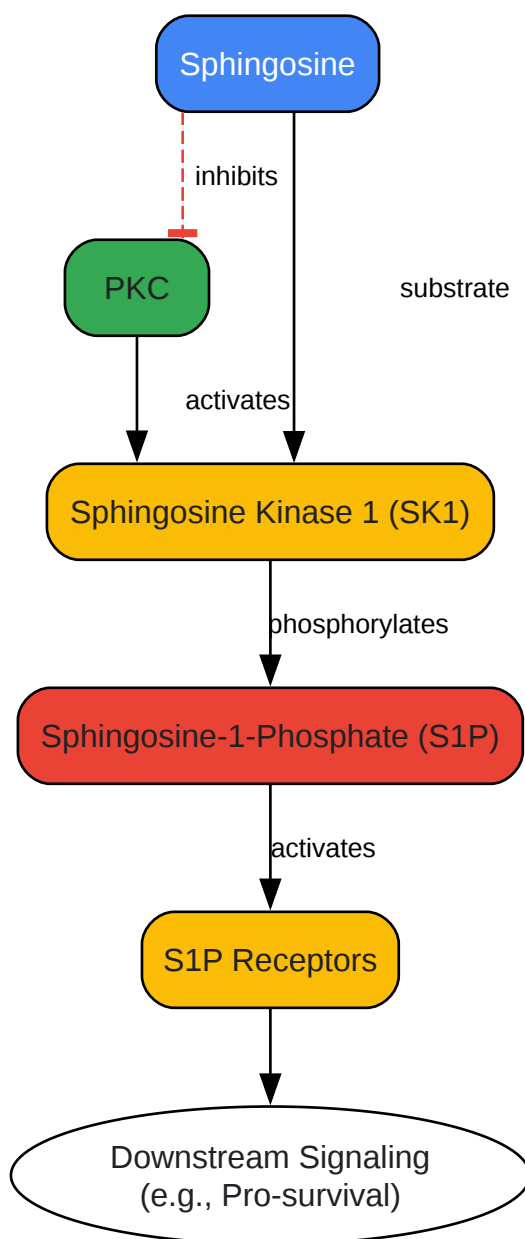 Sphingosine
inhibits
PKC
substrate
activates
Sphingosine Kinase 1 (SK1)
phosphorylates
Sphingosine-1-Phosphate (S1P)
activates
S1P Receptors
Downstream Signaling
(e.g., Pro-survival)